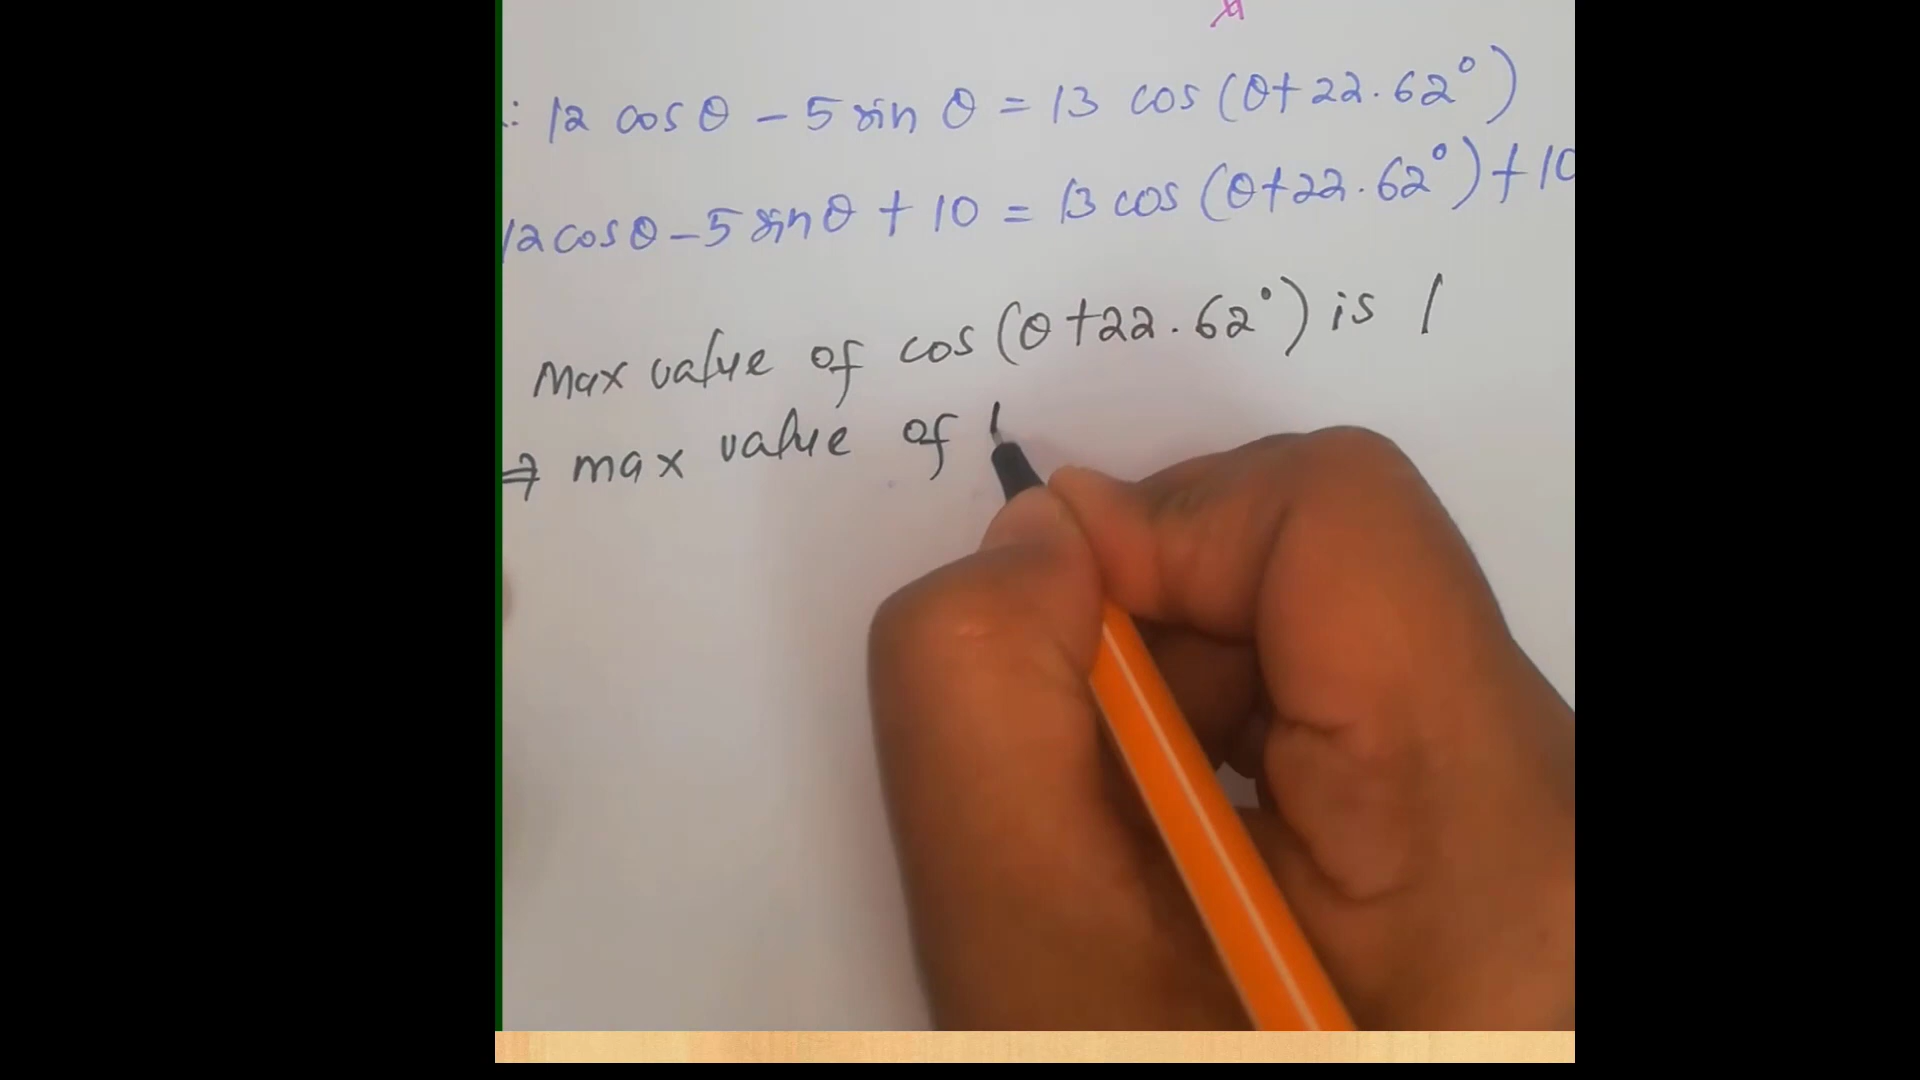 ∴ 12 cos θ - 5 sin θ = 13 cos (θ+22.62°)
12 cos θ - 5 sin θ + 10 = 13 cos (θ+22.62°) + 10
Max value of cos (θ+22.62°) is 1
⇒ max value of 1